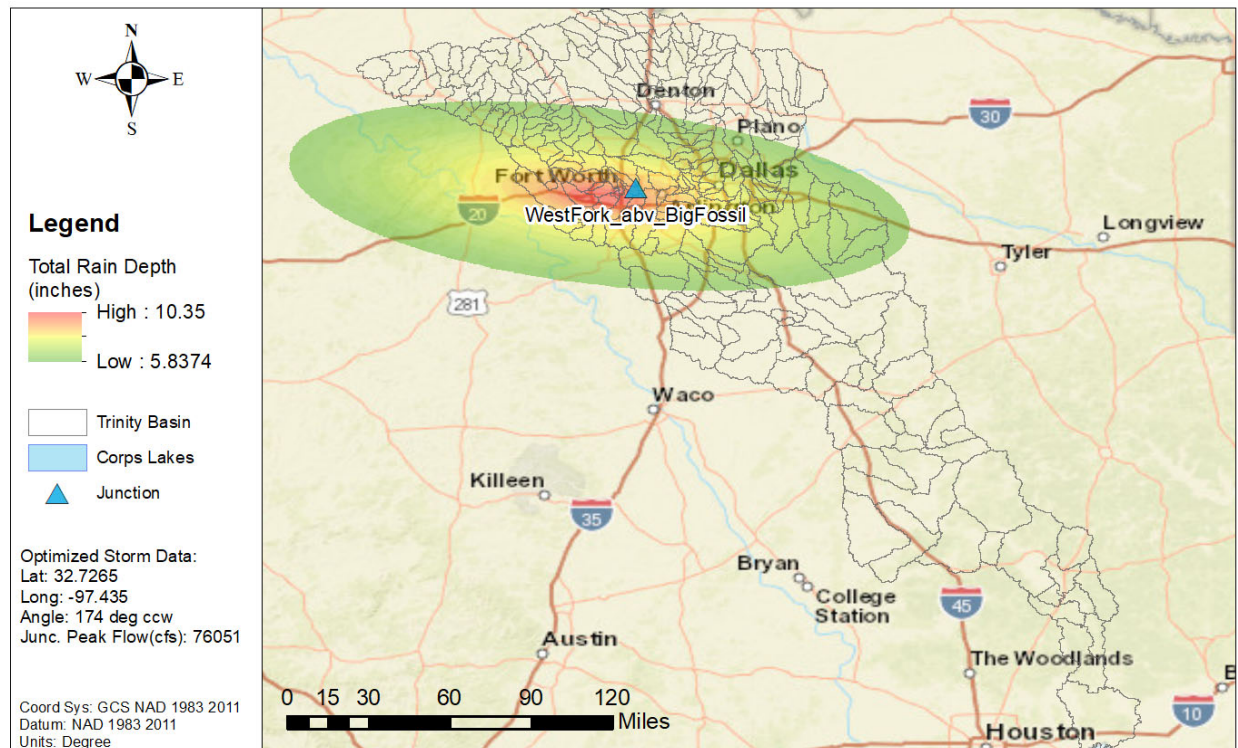 N
W
E
S
Legend
Total Rain Depth
(inches)
High : 10.35
Low : 5.8374
Trinity Basin
Corps Lakes
Junction
Optimized Storm Data:
Lat: 32.7265
Long: -97.435
Angle: 174 deg ccw
Junc. Peak Flow(cfs): 76051
Coord Sys: GCS NAD 1983 2011
Datum: NAD 1983 2011
Units: Degree
Denton
30
Plano
Dallas
Fort Worth
20
WestFork_abv_BigFossil
Longview
Tyler
281
Waco
Killeen
35
Bryan
College
Station
45
Austin
The Woodlands
10
Houston
0 15 30 60 90 120
Miles